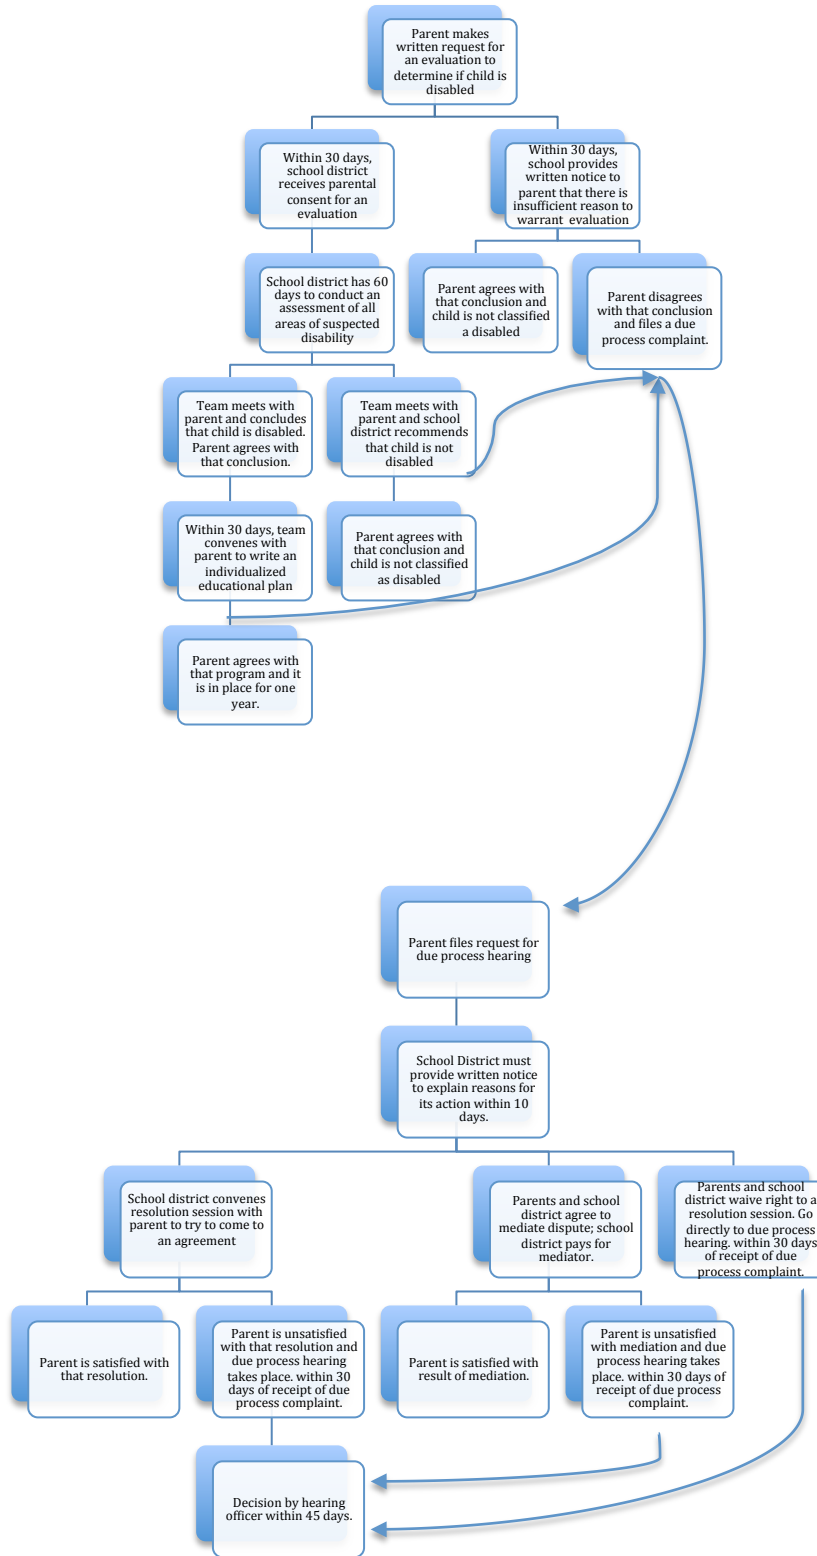 Parent makes
written request for
an evaluation to
determine if child is
disabled
Within 30 days,
school district
receives parental
consent for an
evaluation
Within 30 days,
school provides
written notice to
parent that there is
insufficient reason to
warrant evaluation
School district has 60
days to conduct an
assessment of all
areas of suspected
disability
Parent agrees with
that conclusion and
child is not classified
a disabled
Parent disagrees
with that conclusion
and files a due
process complaint.
Team meets with
parent and concludes
that child is disabled.
Parent agrees with
that conclusion.
Team meets with
parent and school
district recommends
that child is not
disabled
Within 30 days, team
convenes with
parent to write an
individualized
educational plan
Parent agrees with
that conclusion and
child is not classified
as disabled
Parent agrees with
that program and it
is in place for one
year.
Parent files request for
due process hearing
School District must
provide written notice
to explain reasons for
its action within 10
days.
School district convenes
resolution session with
parent to try to come to
an agreement
Parents and school
district agree to
mediate dispute; school
district pays for
mediator.
Parents and school
district waive right to a
resolution session. Go
directly to due process
hearing. within 30 days
of receipt of due
process complaint.
Parent is satisfied with
that resolution.
Parent is unsatisfied
with that resolution and
due process hearing
takes place. within 30
days of receipt of due
process complaint.
Parent is satisfied with
result of mediation.
Parent is unsatisfied
with mediation and due
process hearing takes
place. within 30 days of
receipt of due process
complaint.
Decision by hearing
officer within 45 days.